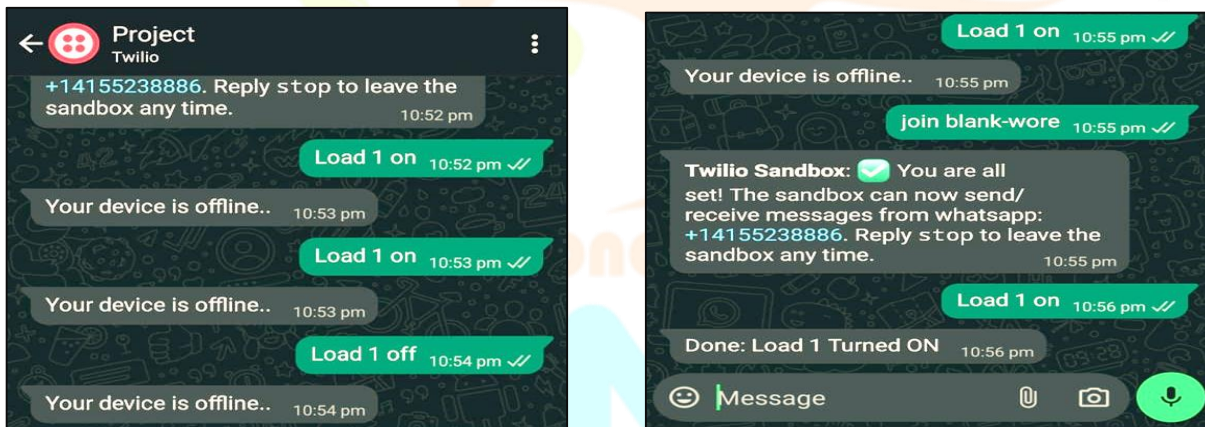 Project
Twilio
+14155238886. Reply stop to leave the
sandbox any time. 10:52 pm
Load 1 on 10:52 pm
Your device is offline.. 10:53 pm
Load 1 on 10:53 pm
Your device is offline.. 10:53 pm
Load 1 off 10:54 pm
Your device is offline.. 10:54 pm
Load 1 on 10:55 pm
Your device is offline.. 10:55 pm
join blank-wore 10:55 pm
Twilio Sandbox: ✅ You are all
set! The sandbox can now send/
receive messages from whatsapp:
+14155238886. Reply stop to leave the
sandbox any time. 10:55 pm
Load 1 on 10:56 pm
Done: Load 1 Turned ON 10:56 pm
Message